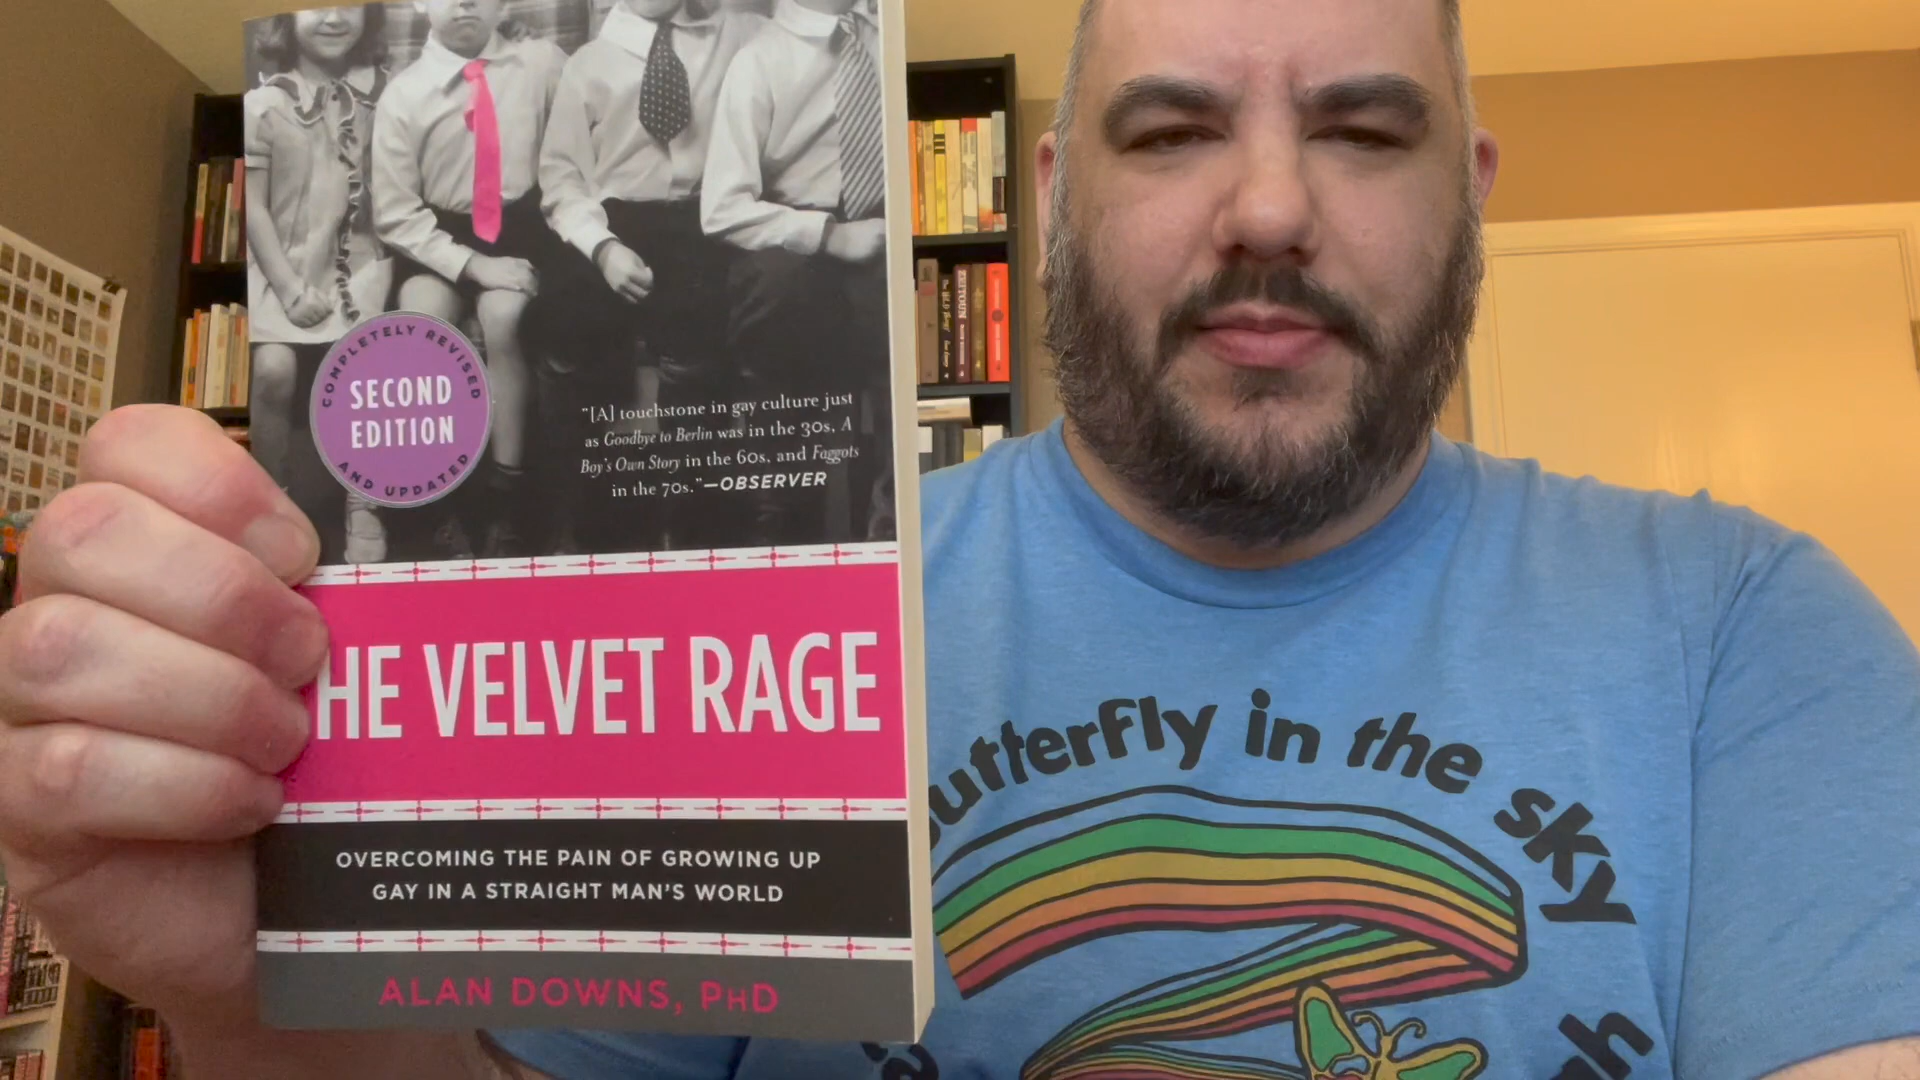 COMPLETELY REVISED
SECOND
EDITION
AND UPDATED
"[A] touchstone in gay culture just
as Goodbye to Berlin was in the 30s, A
Boy's Own Story in the 60s, and Faggots
in the 70s."—OBSERVER
HE VELVET RAGE
OVERCOMING THE PAIN OF GROWING UP
GAY IN A STRAIGHT MAN'S WORLD
ALAN DOWNS, PHD
utterfly in the sky
ZEITOUN